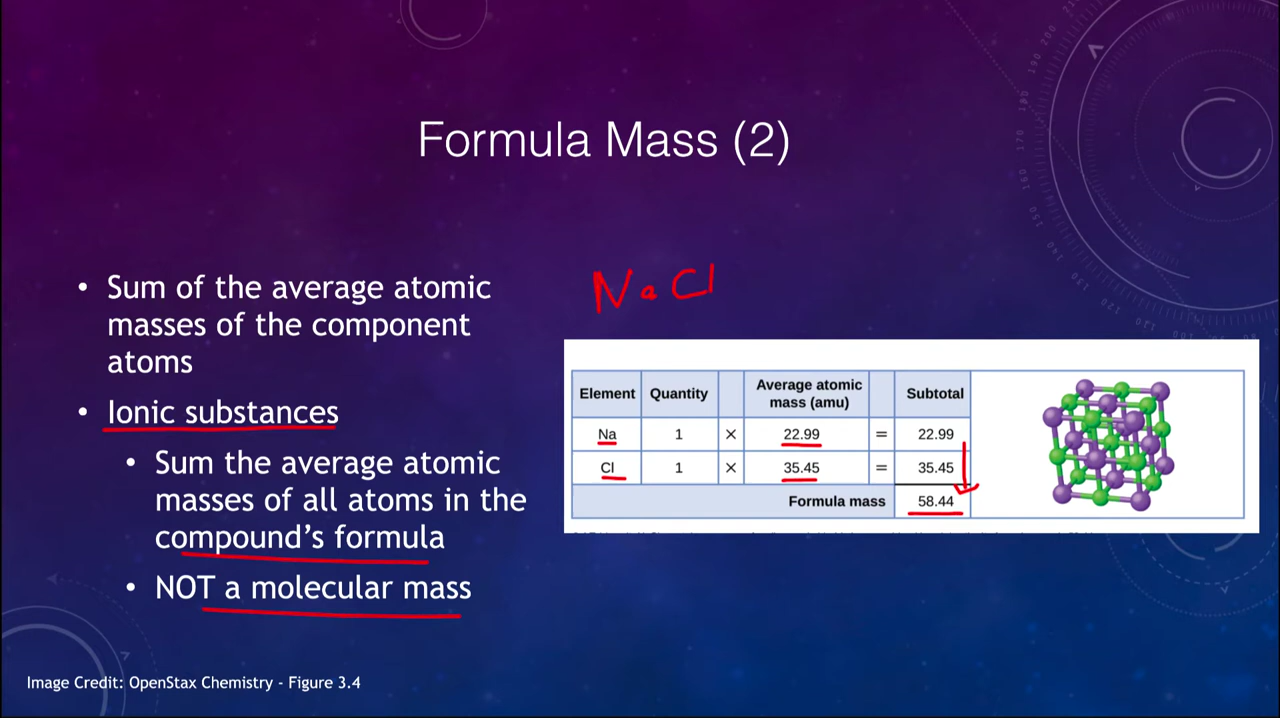 Formula Mass (2)
• Sum of the average atomic
masses of the component
atoms
• Ionic substances
• Sum the average atomic
masses of all atoms in the
compound's formula
• NOT a molecular mass
NaCl
Element Quantity Average atomic mass (amu) Subtotal
Na 1 × 22.99 = 22.99
Cl 1 × 35.45 = 35.45
Formula mass 58.44
Image Credit: OpenStax Chemistry - Figure 3.4